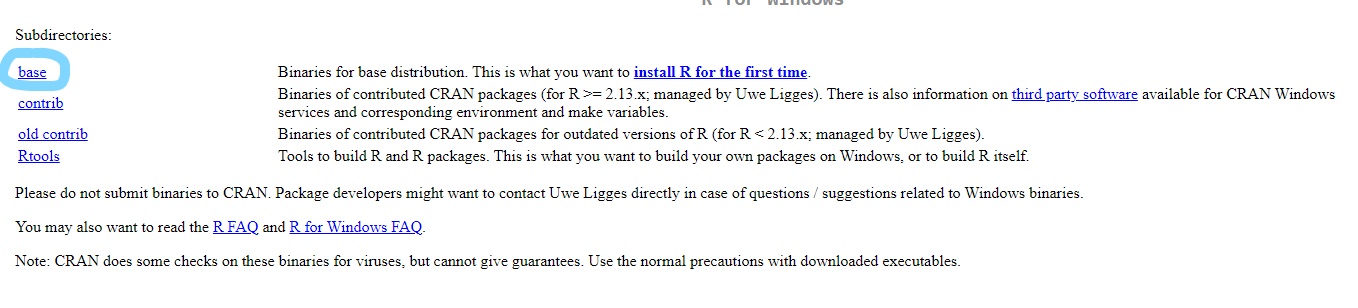 R for Windows
Subdirectories:
base Binaries for base distribution. This is what you want to install R for the first time.
contrib Binaries of contributed CRAN packages (for R >= 2.13.x; managed by Uwe Ligges). There is also information on third party software available for CRAN Windows
services and corresponding environment and make variables.
old contrib Binaries of contributed CRAN packages for outdated versions of R (for R < 2.13.x; managed by Uwe Ligges).
Rtools Tools to build R and R packages. This is what you want to build your own packages on Windows, or to build R itself.
Please do not submit binaries to CRAN. Package developers might want to contact Uwe Ligges directly in case of questions / suggestions related to Windows binaries.
You may also want to read the R FAQ and R for Windows FAQ.
Note: CRAN does some checks on these binaries for viruses, but cannot give guarantees. Use the normal precautions with downloaded executables.